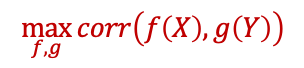 max corr(f(X), g(Y))
f,g